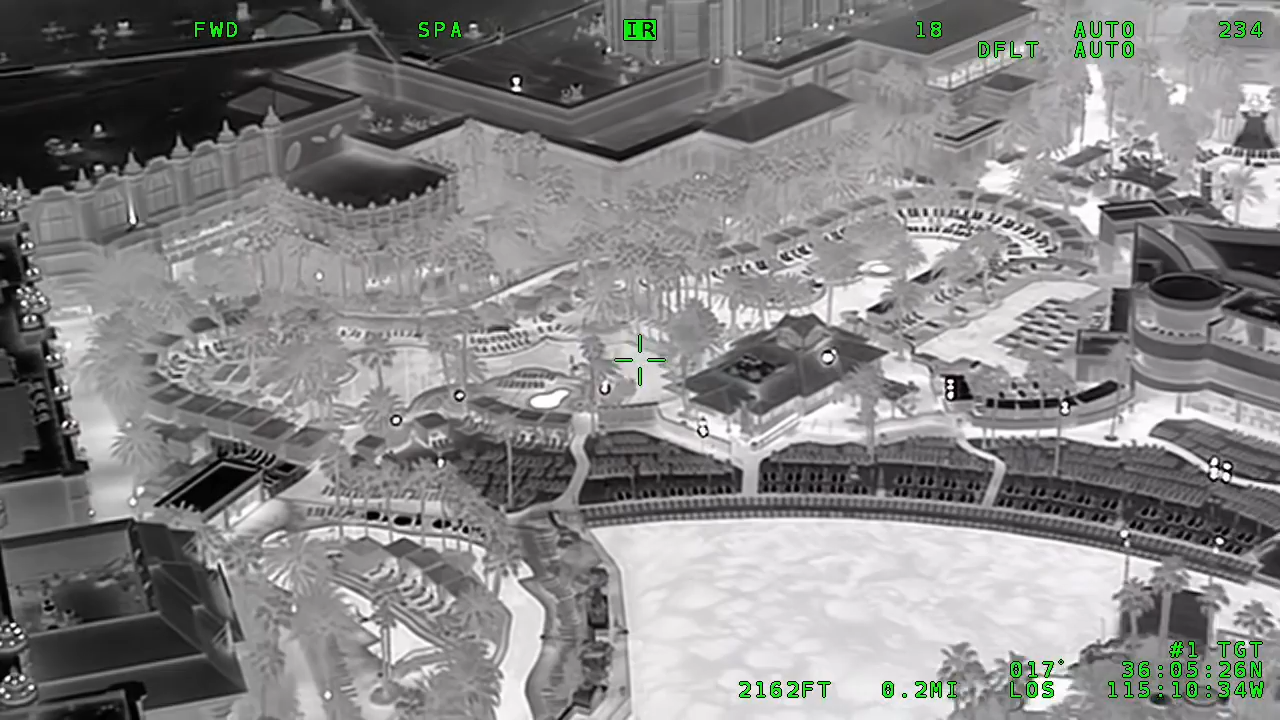 FWD SPA IR 18 AUTO 234
DFLT AUTO
#1 TGT
017° 36:05:26N
2162FT 0.2MI LOS 115:10:34W